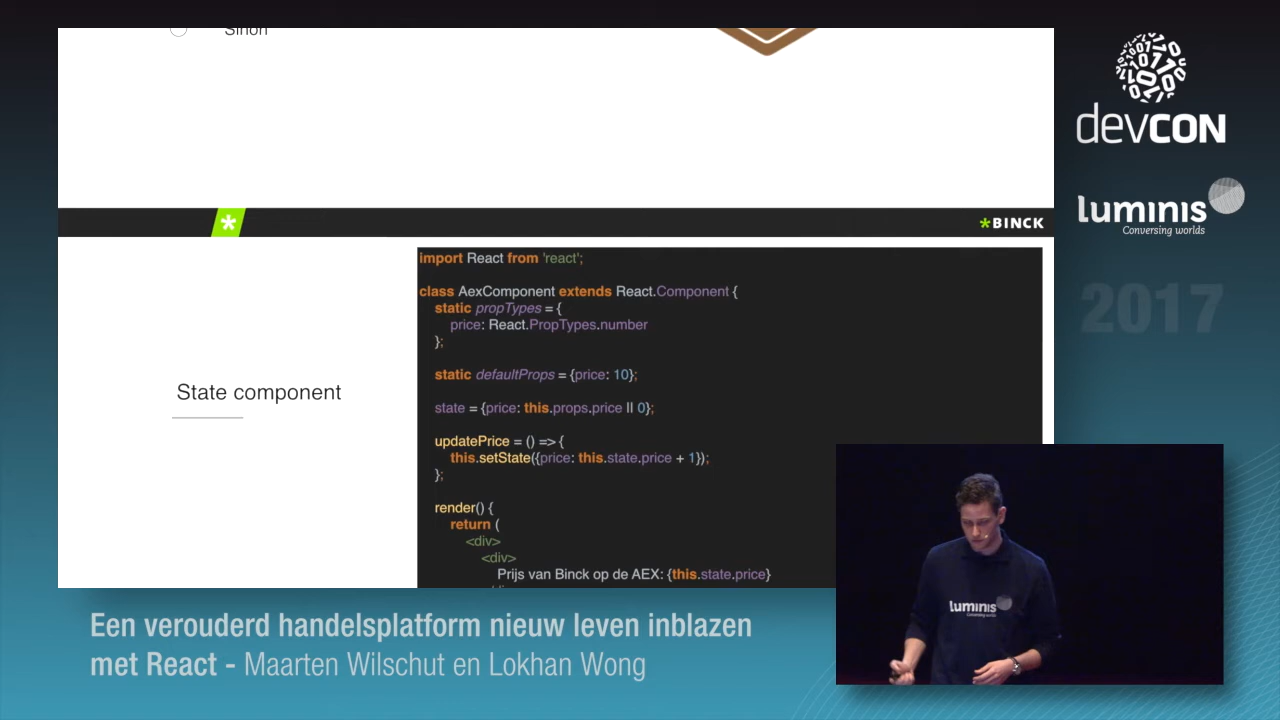 Sinon
*BINCK
import React from 'react';
class AexComponent extends React.Component {
static propTypes = {
price: React.PropTypes.number
};
static defaultProps = {price: 10};
state = {price: this.props.price || 0};
updatePrice = () => {
this.setState({price: this.state.price + 1});
};
render() {
return (
<div>
<div>
Prijs van Binck op de AEX: {this.state.price}
State component
devCON
luminis
Conversing worlds
2017
luminis
Een verouderd handelsplatform nieuw leven inblazen
met React - Maarten Wilschut en Lokhan Wong